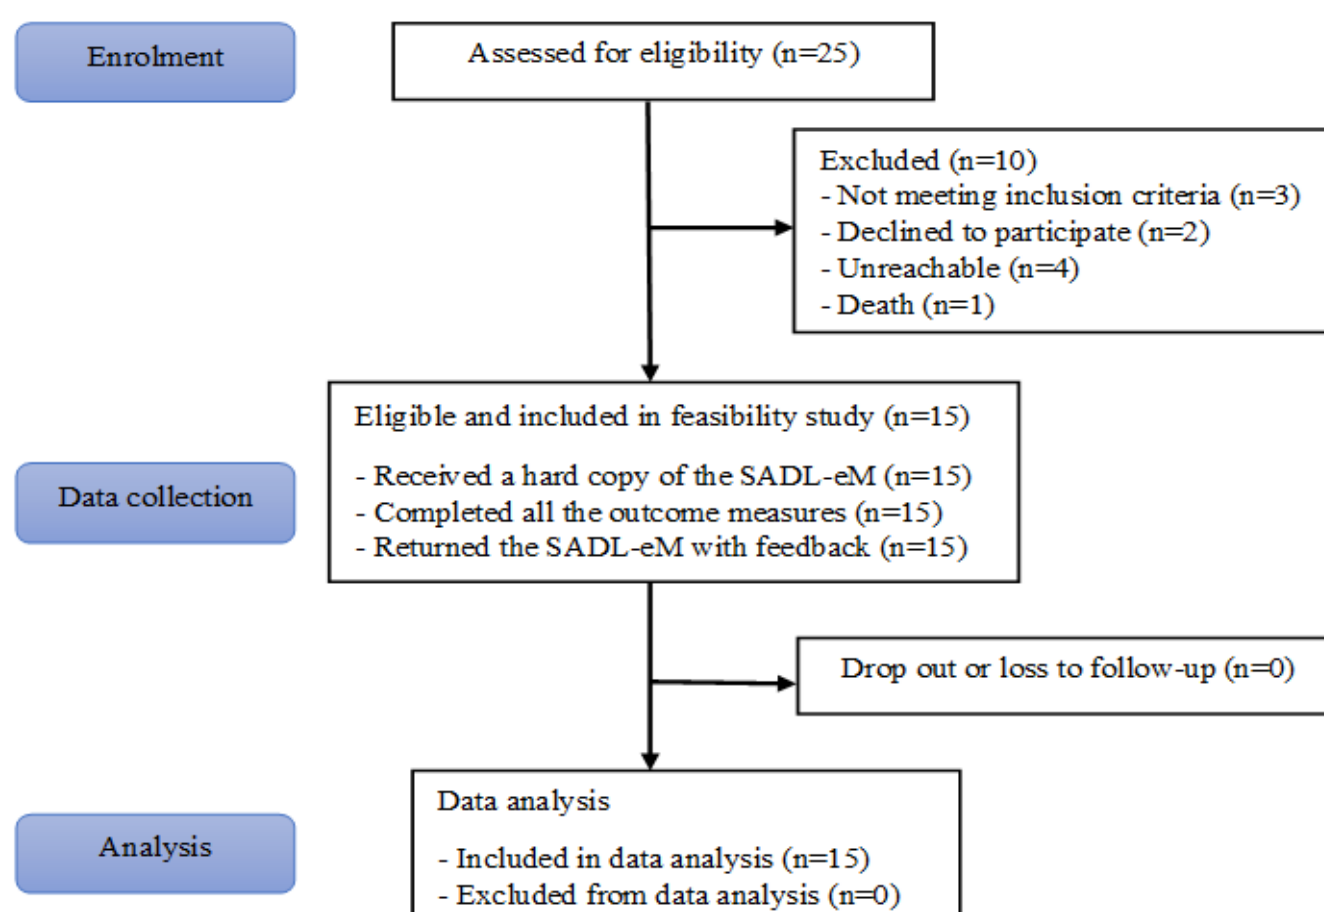 Enrolment
Assessed for eligibility (n=25)
Excluded (n=10)
- Not meeting inclusion criteria (n=3)
- Declined to participate (n=2)
- Unreachable (n=4)
- Death (n=1)
Eligible and included in feasibility study (n=15)
- Received a hard copy of the SADL-eM (n=15)
- Completed all the outcome measures (n=15)
- Returned the SADL-eM with feedback (n=15)
Data collection
Drop out or loss to follow-up (n=0)
Data analysis
- Included in data analysis (n=15)
- Excluded from data analysis (n=0)
Analysis